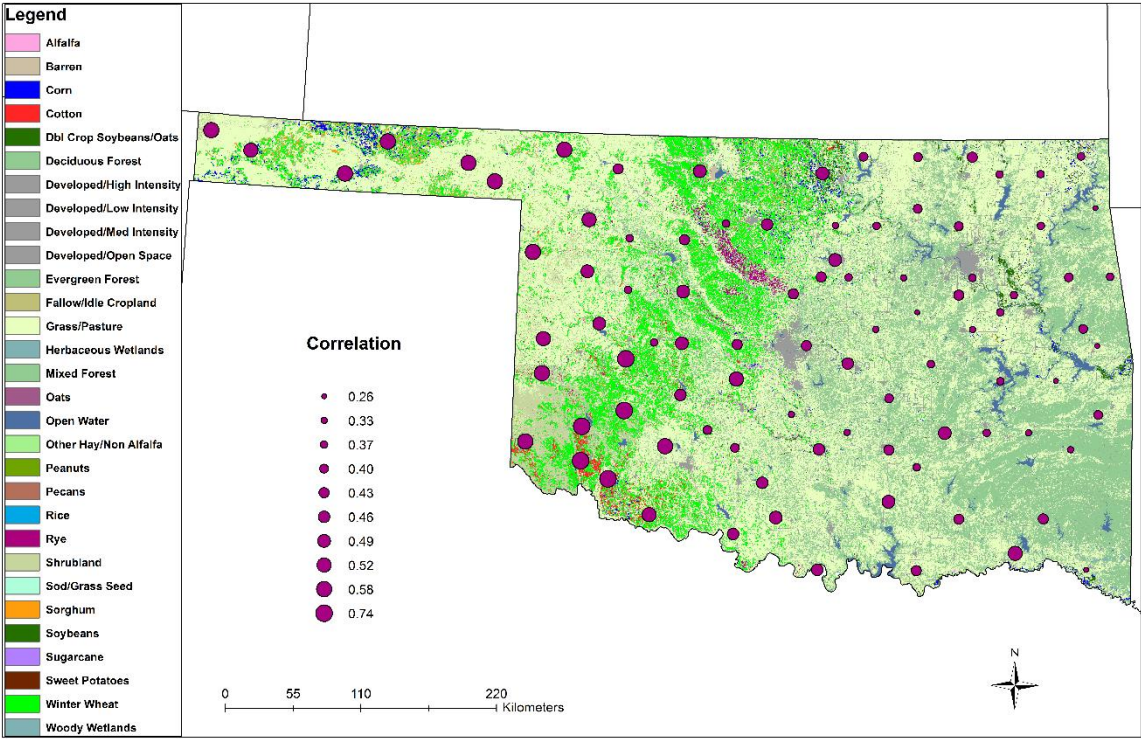 Legend
Alfalfa
Barren
Corn
Cotton
Dbl Crop Soybeans/Oats
Deciduous Forest
Developed/High Intensity
Developed/Low Intensity
Developed/Med Intensity
Developed/Open Space
Evergreen Forest
Fallow/Idle Cropland
Grass/Pasture
Herbaceous Wetlands
Mixed Forest
Oats
Open Water
Other Hay/Non Alfalfa
Peanuts
Pecans
Rice
Rye
Shrubland
Sod/Grass Seed
Sorghum
Soybeans
Sugarcane
Sweet Potatoes
Winter Wheat
Woody Wetlands
Correlation
0.26
0.33
0.37
0.40
0.43
0.46
0.49
0.52
0.58
0.74
0 55 110 220
Kilometers
N